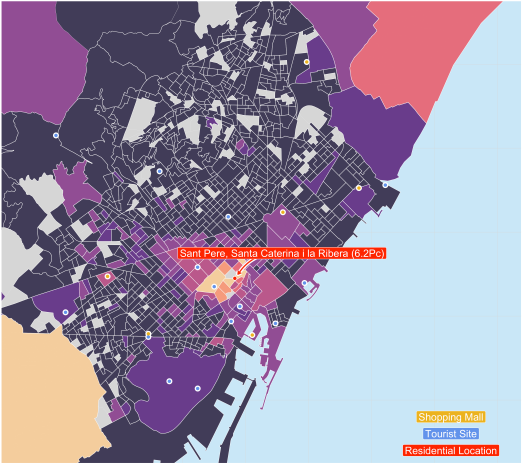 Sant Pere, Santa Caterina i la Ribera (6.2Pc)
Shopping Mall
Tourist Site
Residential Location